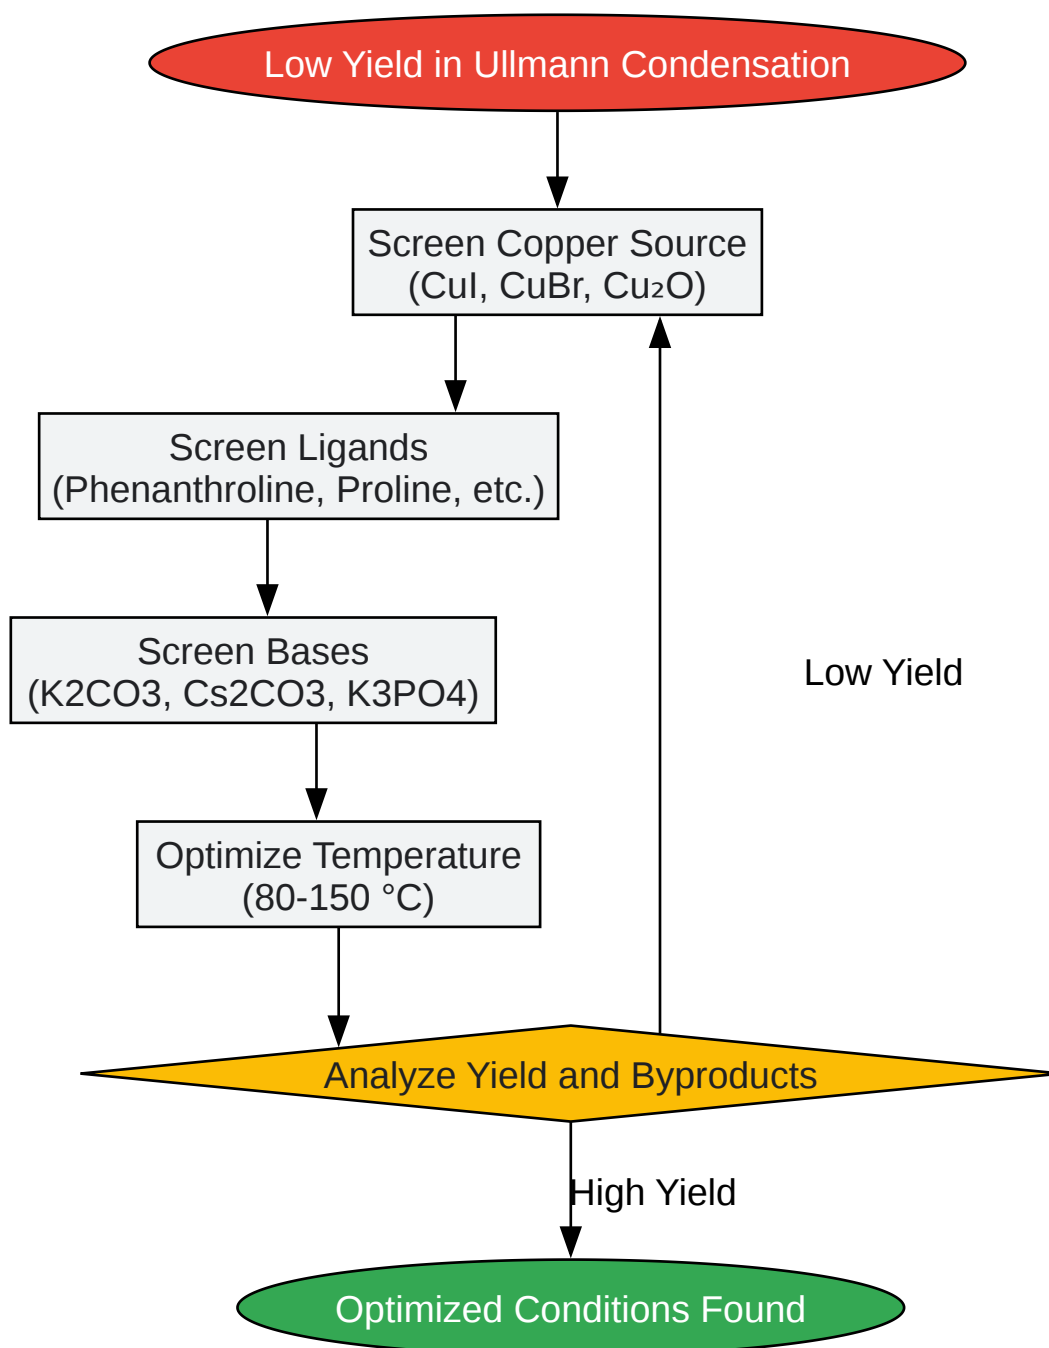 Low Yield in Ullmann Condensation
Screen Copper Source
(CuI, CuBr, Cu₂O)
Screen Ligands
(Phenanthroline, Proline, etc.)
Screen Bases
(K2CO3, Cs2CO3, K3PO4)
Low Yield
Optimize Temperature
(80-150 °C)
Analyze Yield and Byproducts
High Yield
Optimized Conditions Found